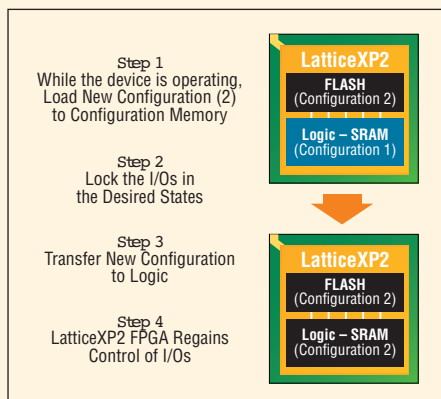 Step 1
While the device is operating,
Load New Configuration (2)
to Configuration Memory
Step 2
Lock the I/Os in
the Desired States
Step 3
Transfer New Configuration
to Logic
Step 4
LatticeXP2 FPGA Regains
Control of I/Os
LatticeXP2
FLASH
(Configuration 2)
Logic – SRAM
(Configuration 1)
LatticeXP2
FLASH
(Configuration 2)
Logic – SRAM
(Configuration 2)